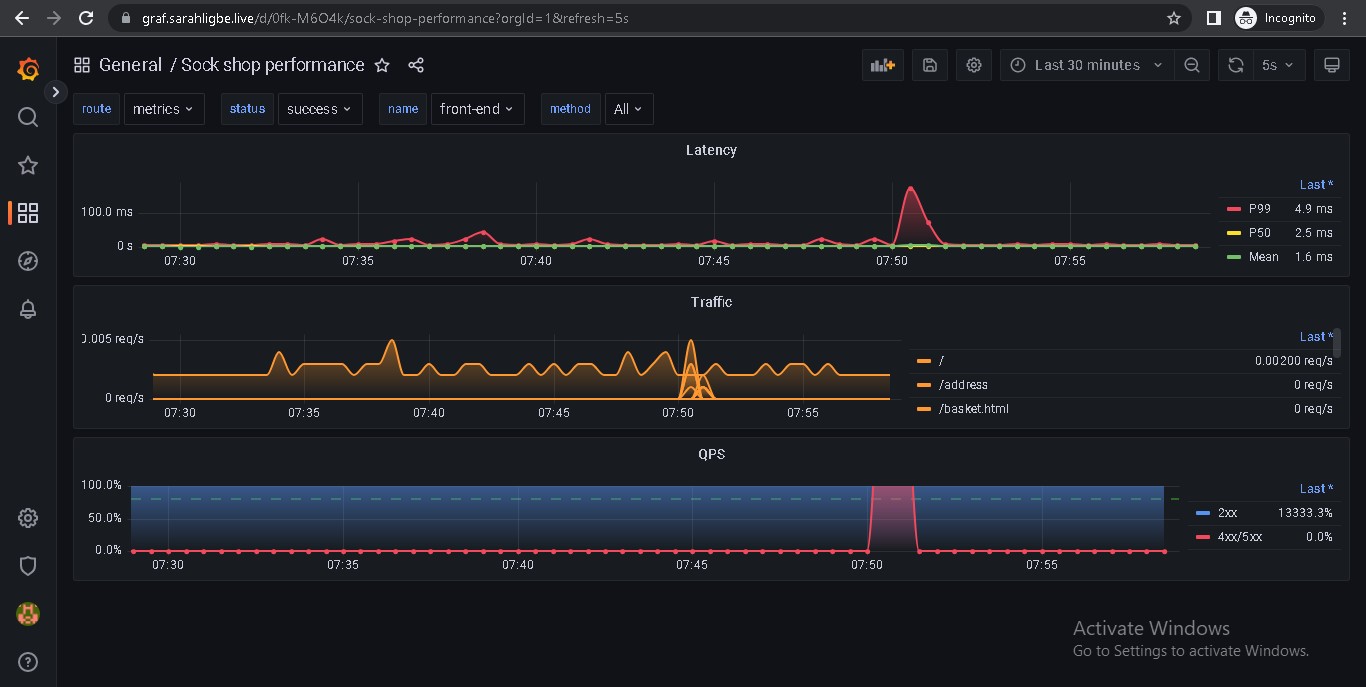 graf.sarahligbe.live/d/0fk-M6O4k/sock-shop-performance?orgId=1&refresh=5s
Incognito
General / Sock shop performance
Last 30 minutes
5s
route metrics status success name front-end method All
Latency
Last *
100.0 ms
0 s
P99 4.9 ms
P50 2.5 ms
Mean 1.6 ms
07:30 07:35 07:40 07:45 07:50 07:55
Traffic
Last *
0.005 req/s
0 req/s
/ 0.00200 req/s
/address 0 req/s
/basket.html 0 req/s
07:30 07:35 07:40 07:45 07:50 07:55
QPS
Last *
100.0%
50.0%
0.0%
2xx 13333.3%
4xx/5xx 0.0%
07:30 07:35 07:40 07:45 07:50 07:55
Activate Windows
Go to Settings to activate Windows.